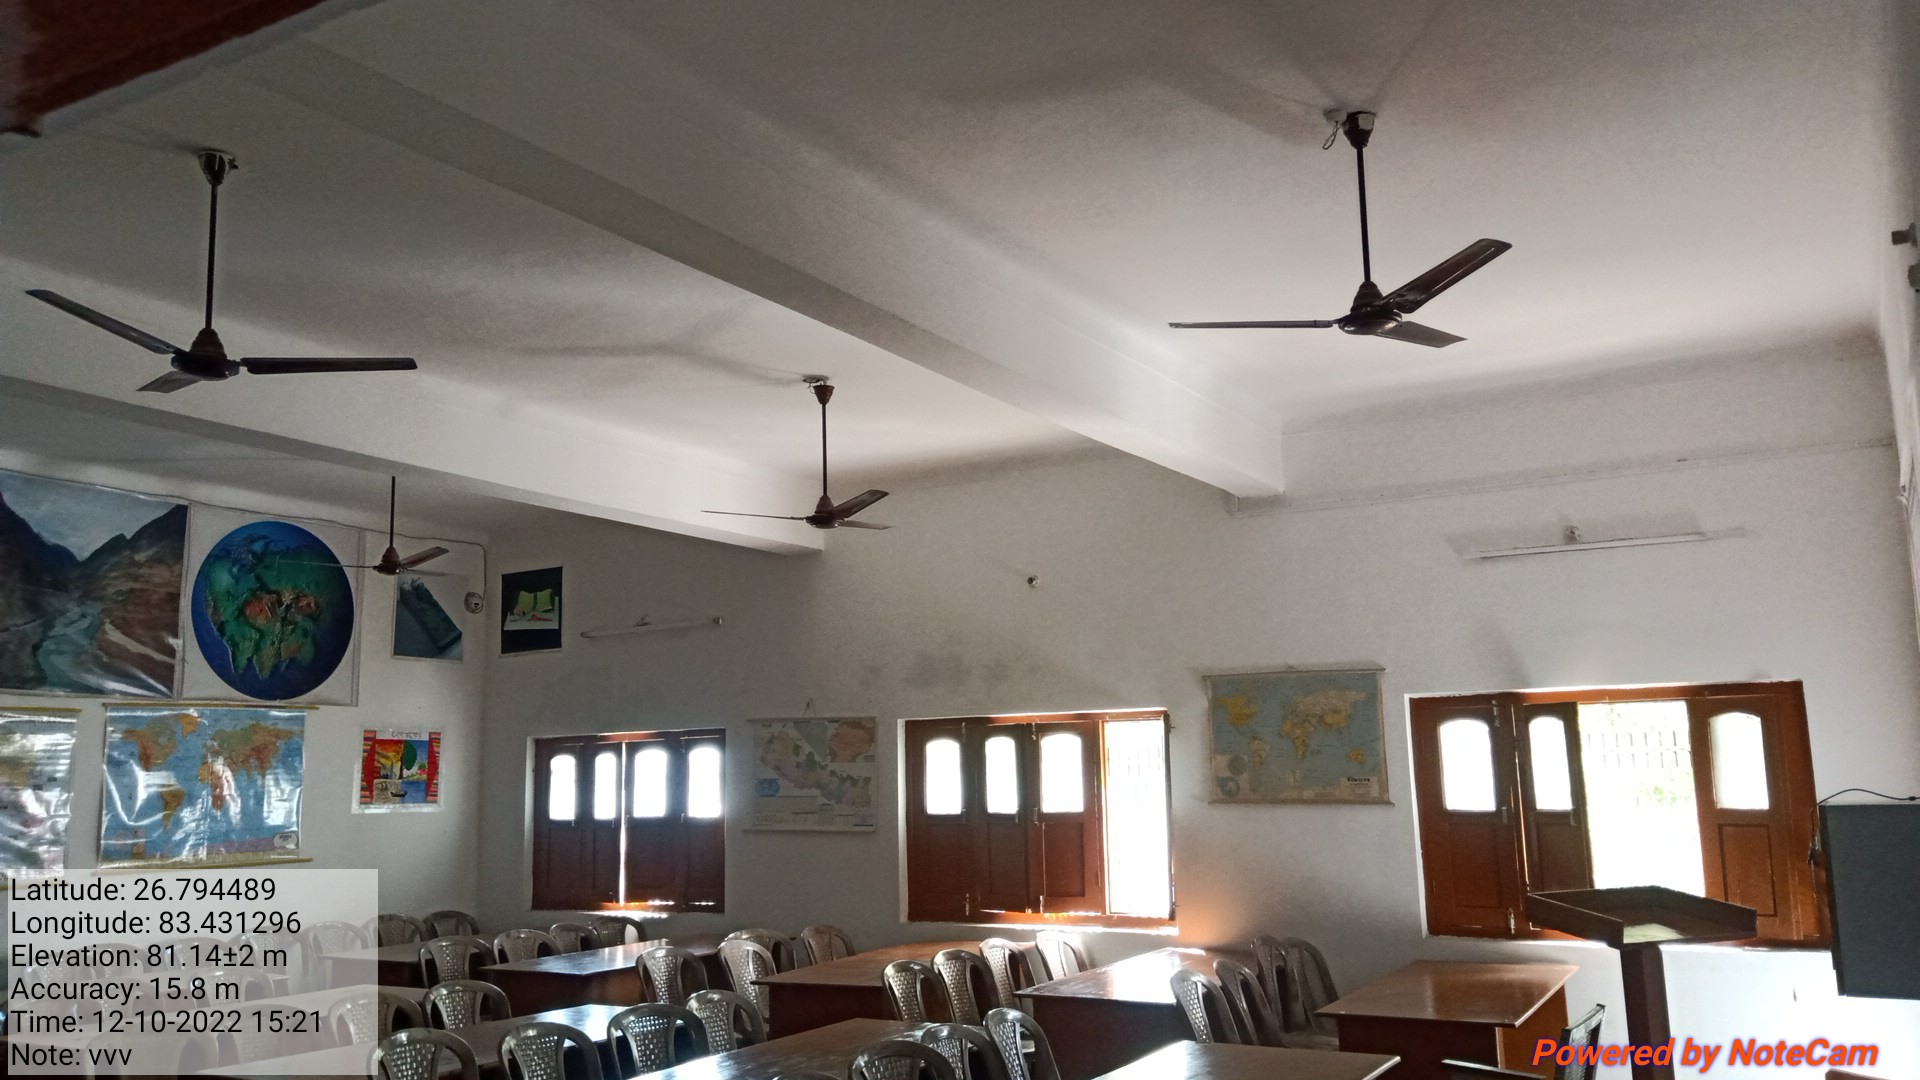 Latitude: 26.794489
Longitude: 83.431296
Elevation: 81.14±2 m
Accuracy: 15.8 m
Time: 12-10-2022 15:21
Note: vvv
Powered by NoteCam